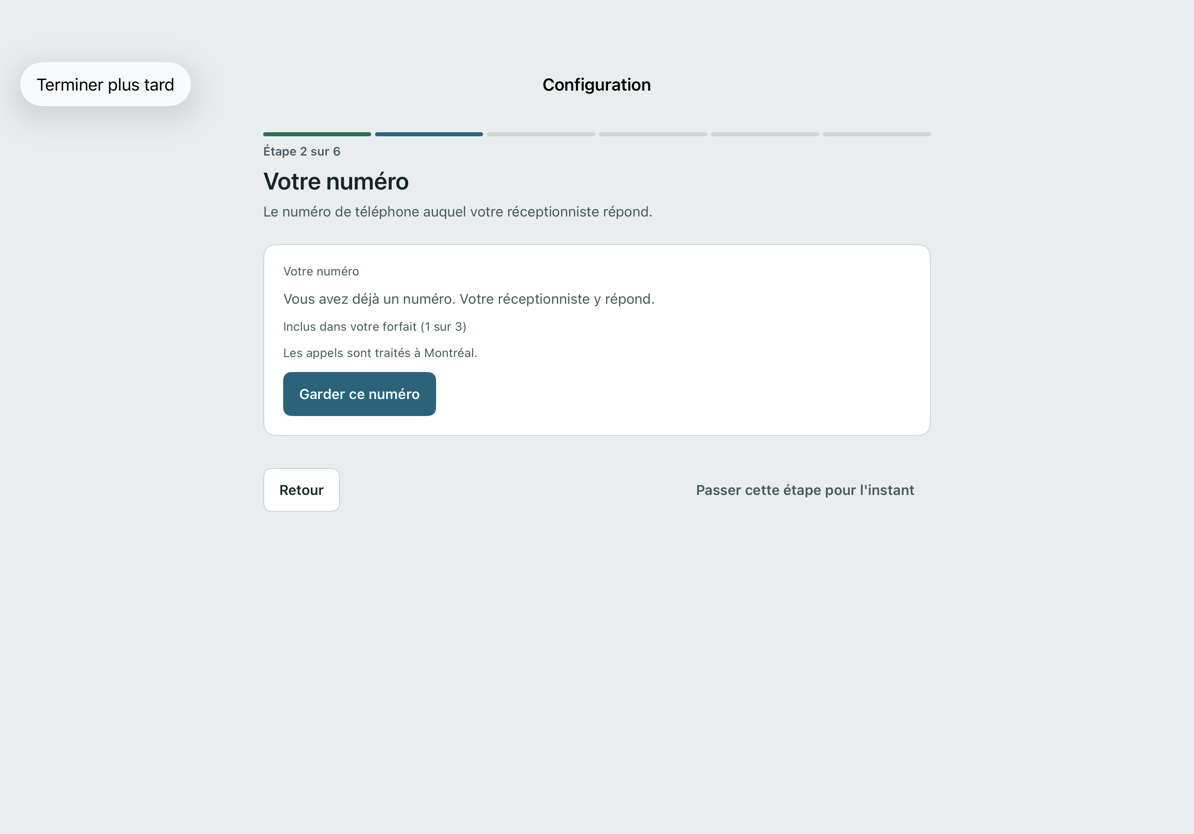 Terminer plus tard
Configuration
Étape 2 sur 6
Votre numéro
Le numéro de téléphone auquel votre réceptionniste répond.
Votre numéro
Vous avez déjà un numéro. Votre réceptionniste y répond.
Inclus dans votre forfait (1 sur 3)
Les appels sont traités à Montréal.
Garder ce numéro
Retour
Passer cette étape pour l'instant